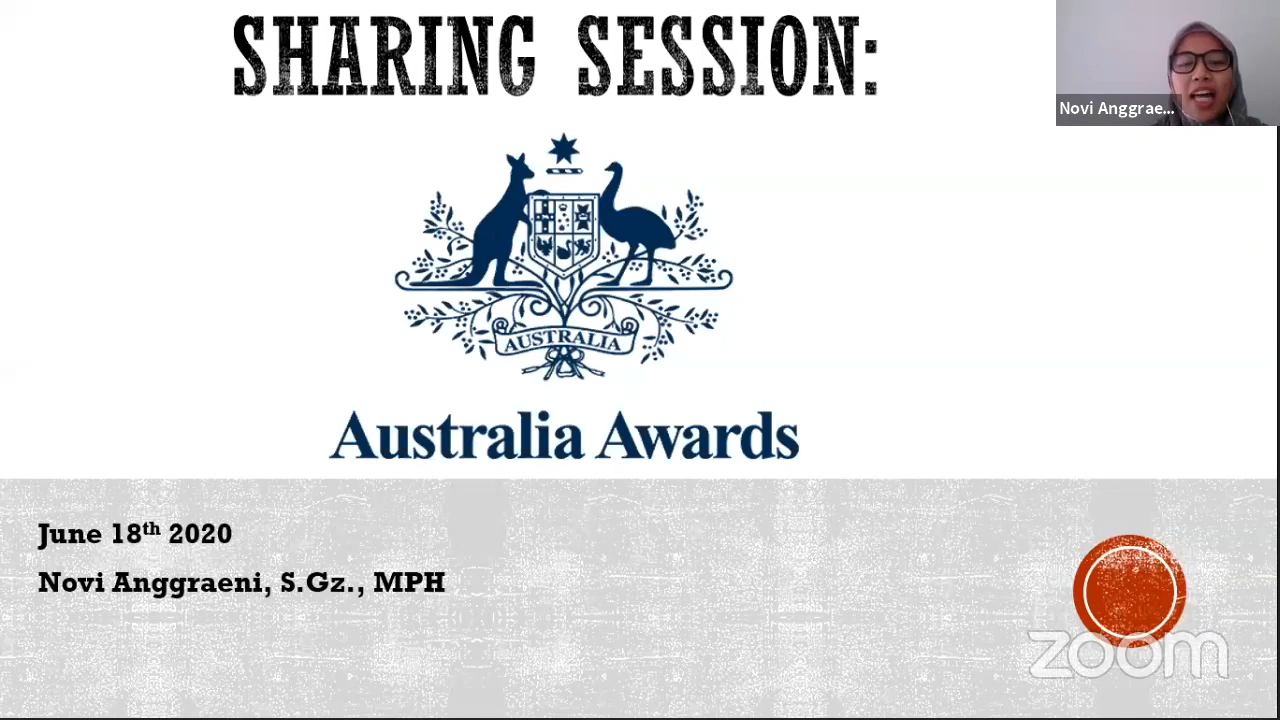 SHARING SESSION:
Novi Anggrae...
AUSTRALIA
Australia Awards
June 18th 2020
Novi Anggraeni, S.Gz., MPH
zoom